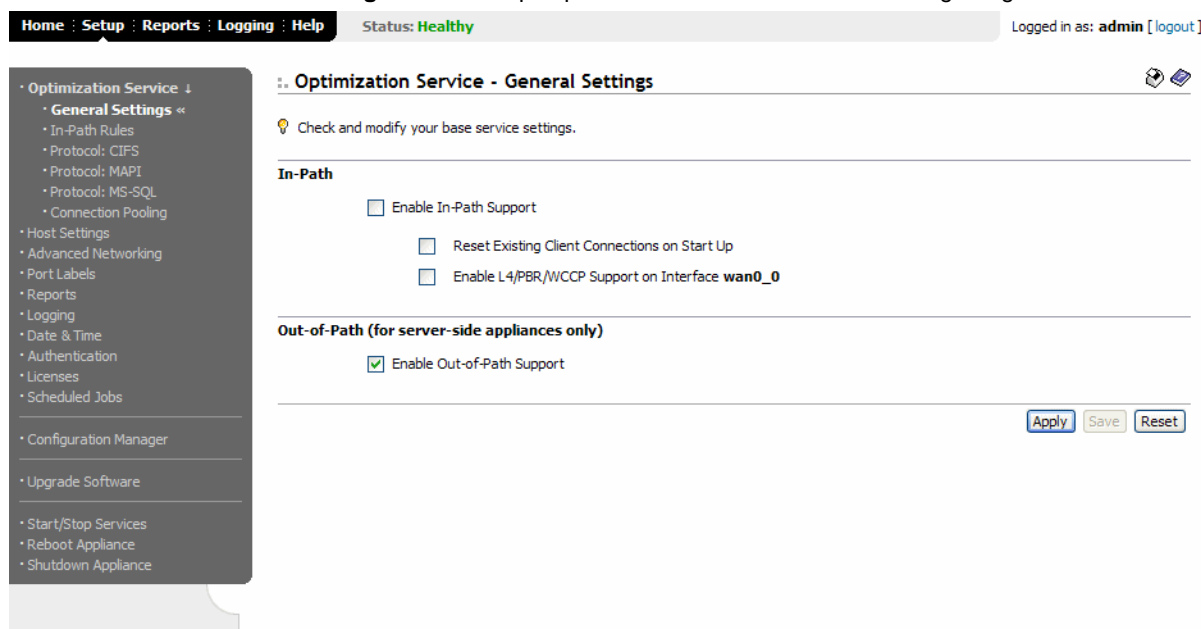 Home : Setup : Reports : Logging : Help
Status: Healthy
Logged in as: admin [ logout ]
· Optimization Service ↓
· General Settings «
· In-Path Rules
· Protocol: CIFS
· Protocol: MAPI
· Protocol: MS-SQL
· Connection Pooling
· Host Settings
· Advanced Networking
· Port Labels
· Reports
· Logging
· Date & Time
· Authentication
· Licenses
· Scheduled Jobs
· Configuration Manager
· Upgrade Software
· Start/Stop Services
· Reboot Appliance
· Shutdown Appliance
:. Optimization Service - General Settings
Check and modify your base service settings.
In-Path
Enable In-Path Support
Reset Existing Client Connections on Start Up
Enable L4/PBR/WCCP Support on Interface wan0_0
Out-of-Path (for server-side appliances only)
Enable Out-of-Path Support
Apply Save Reset